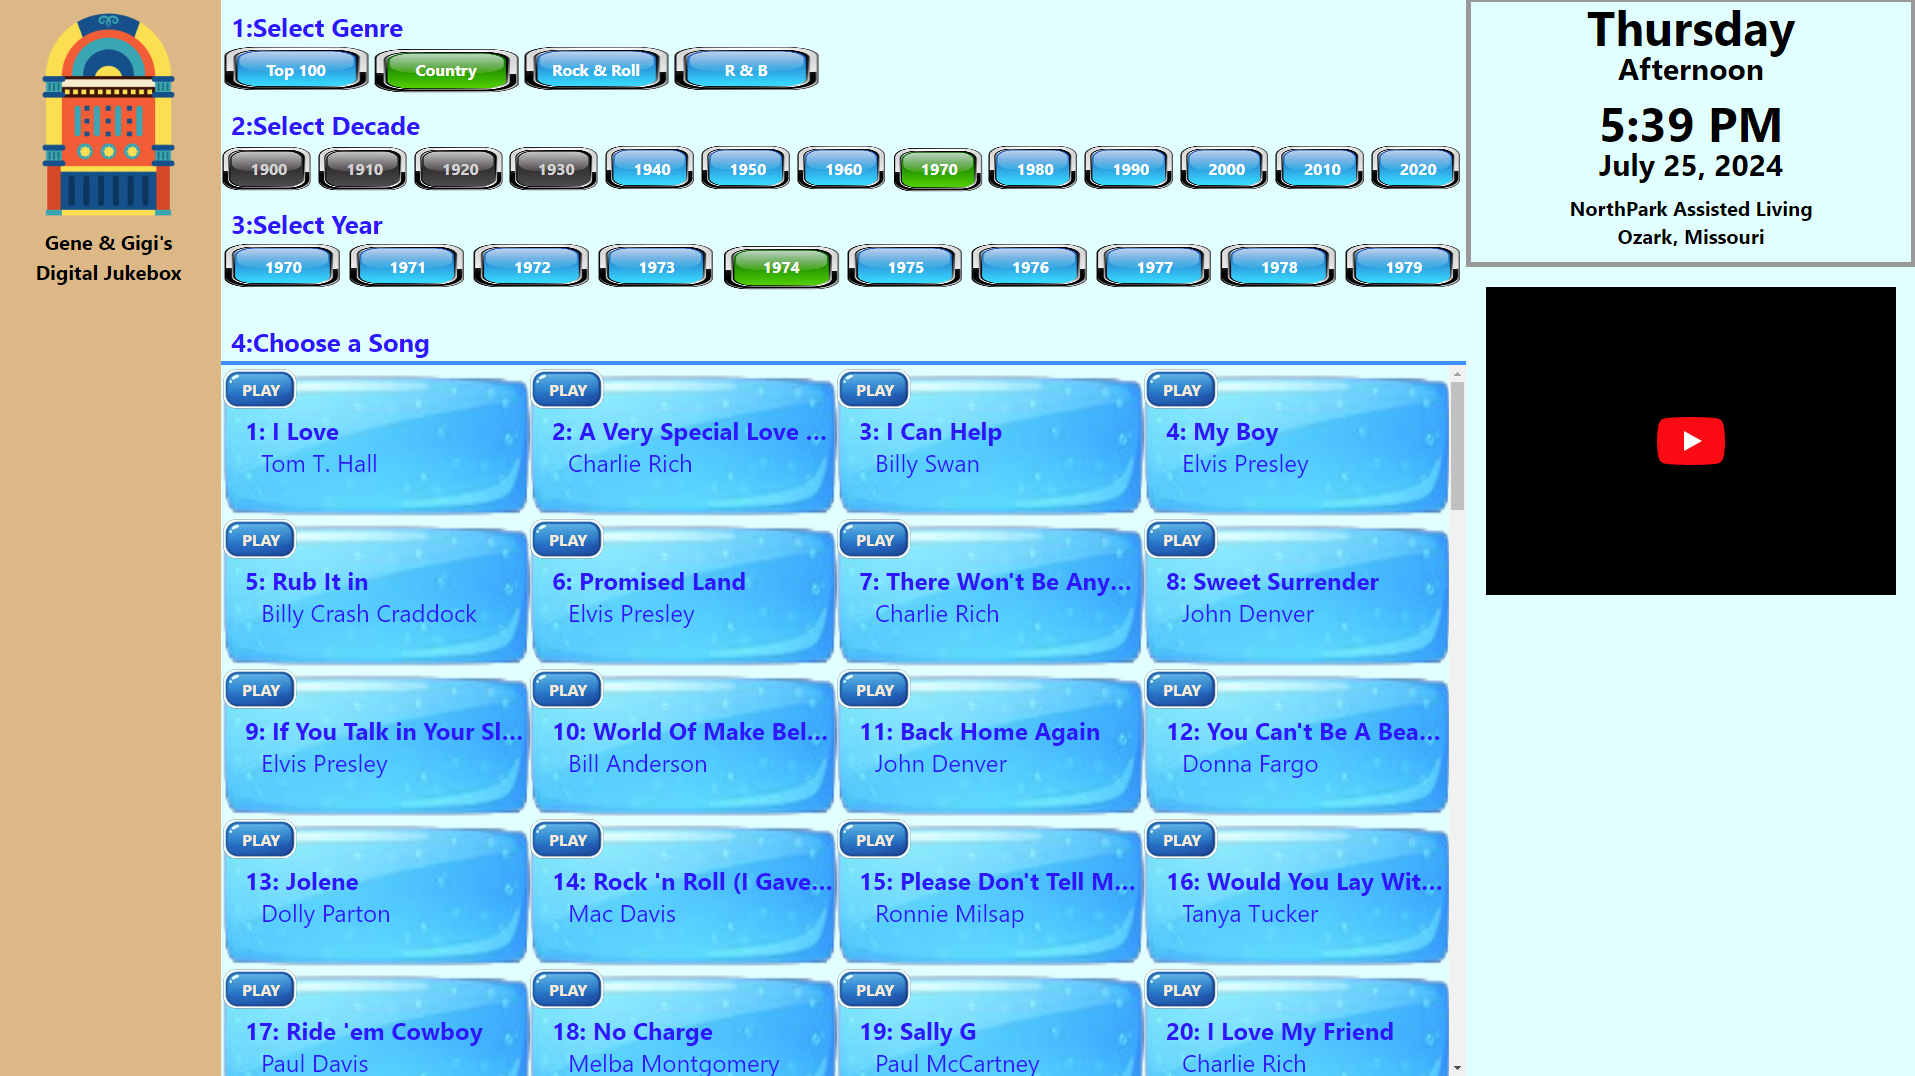 Gene & Gigi's
Digital Jukebox
1:Select Genre
Top 100 Country Rock & Roll R & B
2:Select Decade
1900 1910 1920 1930 1940 1950 1960 1970 1980 1990 2000 2010 2020
3:Select Year
1970 1971 1972 1973 1974 1975 1976 1977 1978 1979
4:Choose a Song
PLAY PLAY PLAY PLAY
1: I Love 2: A Very Special Love ... 3: I Can Help 4: My Boy
Tom T. Hall Charlie Rich Billy Swan Elvis Presley
PLAY PLAY PLAY PLAY
5: Rub It in 6: Promised Land 7: There Won't Be Any... 8: Sweet Surrender
Billy Crash Craddock Elvis Presley Charlie Rich John Denver
PLAY PLAY PLAY PLAY
9: If You Talk in Your Sl... 10: World Of Make Bel... 11: Back Home Again 12: You Can't Be A Bea...
Elvis Presley Bill Anderson John Denver Donna Fargo
PLAY PLAY PLAY PLAY
13: Jolene 14: Rock 'n Roll (I Gave... 15: Please Don't Tell M... 16: Would You Lay Wit...
Dolly Parton Mac Davis Ronnie Milsap Tanya Tucker
PLAY PLAY PLAY PLAY
17: Ride 'em Cowboy 18: No Charge 19: Sally G 20: I Love My Friend
Paul Davis Melba Montgomery Paul McCartney Charlie Rich
Thursday
Afternoon
5:39 PM
July 25, 2024
NorthPark Assisted Living
Ozark, Missouri